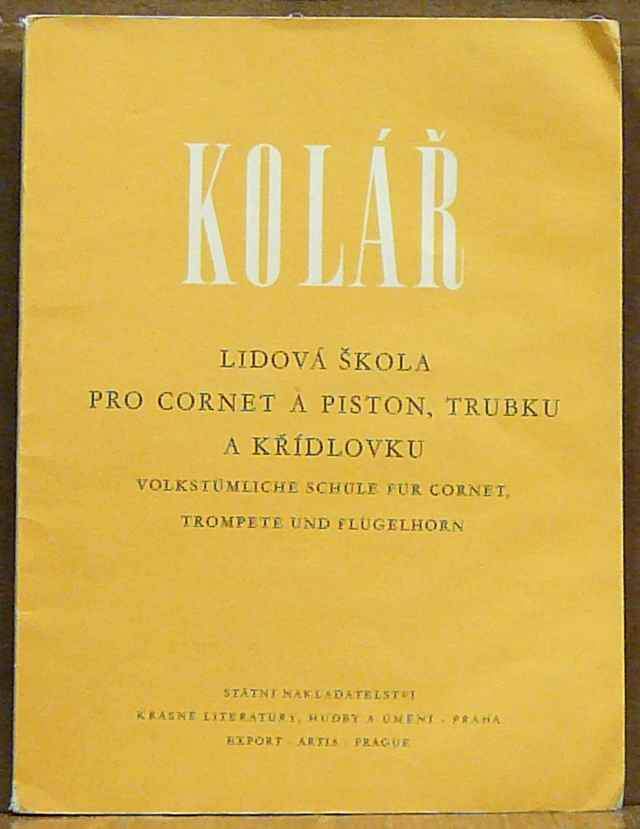 KOLÁŘ
LIDOVÁ ŠKOLA
PRO CORNET À PISTON, TRUBKU
A KŘÍDLOVKU
VOLKSTÜMLICHE SCHULE FÜR CORNET,
TROMPETE UND FLÜGELHORN
STÁTNÍ NAKLADATELSTVÍ
KRÁSNÉ LITERATURY, HUDBY A UMĚNÍ · PRAHA
EXPORT · ARTIA · PRAGUE